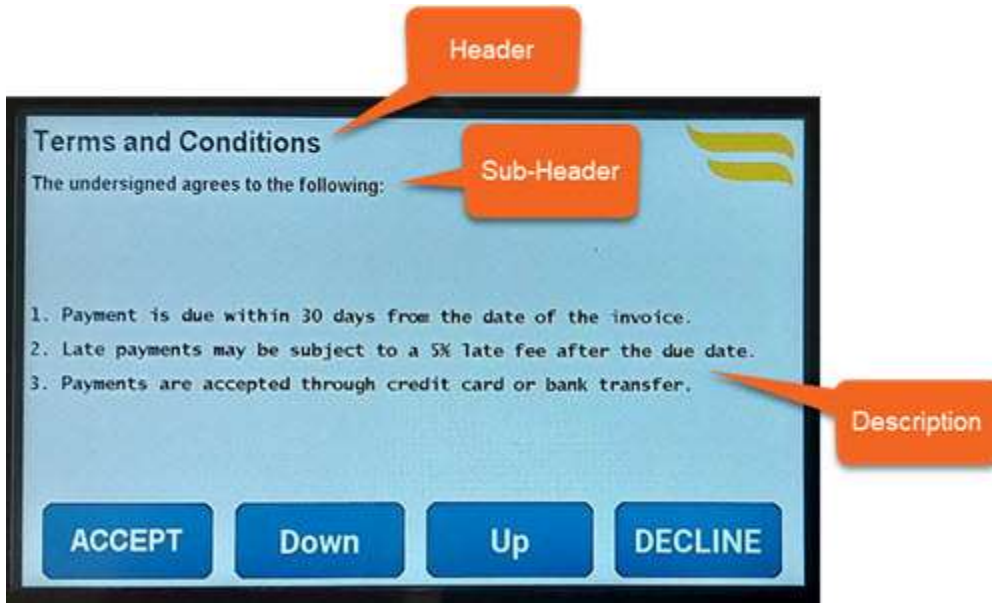 Header
Terms and Conditions
Sub-Header
The undersigned agrees to the following:
1. Payment is due within 30 days from the date of the invoice.
2. Late payments may be subject to a 5% late fee after the due date.
3. Payments are accepted through credit card or bank transfer.
Description
ACCEPT
Down
Up
DECLINE